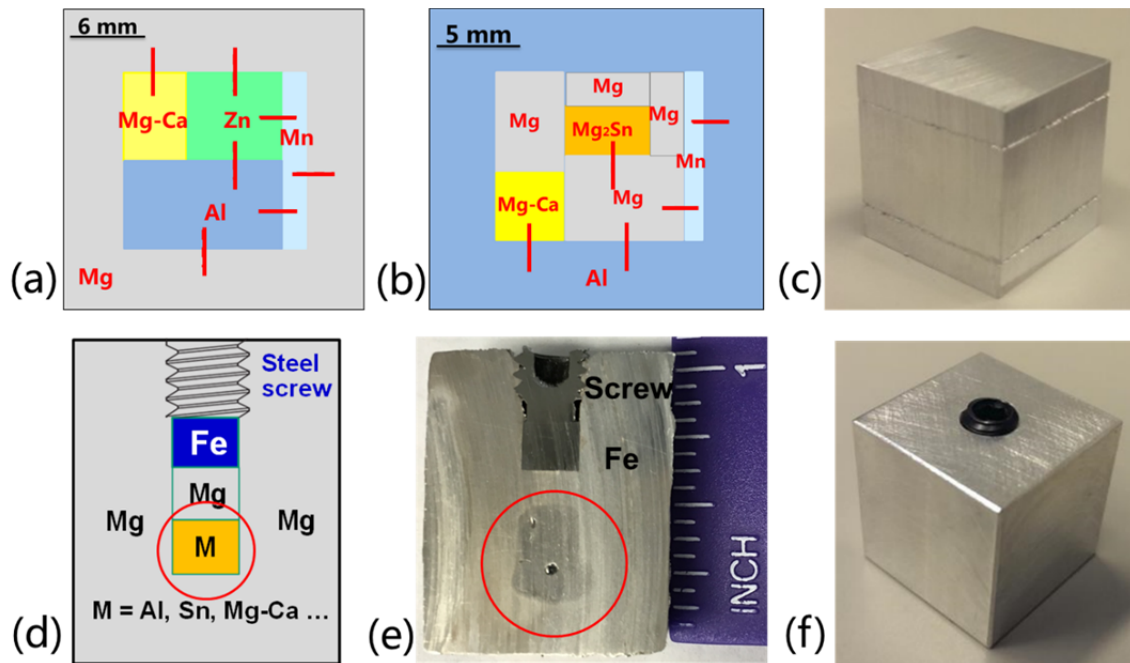 6 mm
Mg-Ca
Zn
Mn
Al
Mg
(a)
5 mm
Mg
Mg
Mg
Mg₂Sn
Mn
Mg-Ca
Mg
Al
(b)
(c)
Steel
screw
Fe
Mg
Mg
Mg
M
M = Al, Sn, Mg-Ca ...
(d)
Screw
Fe
1
INCH
(e)
(f)